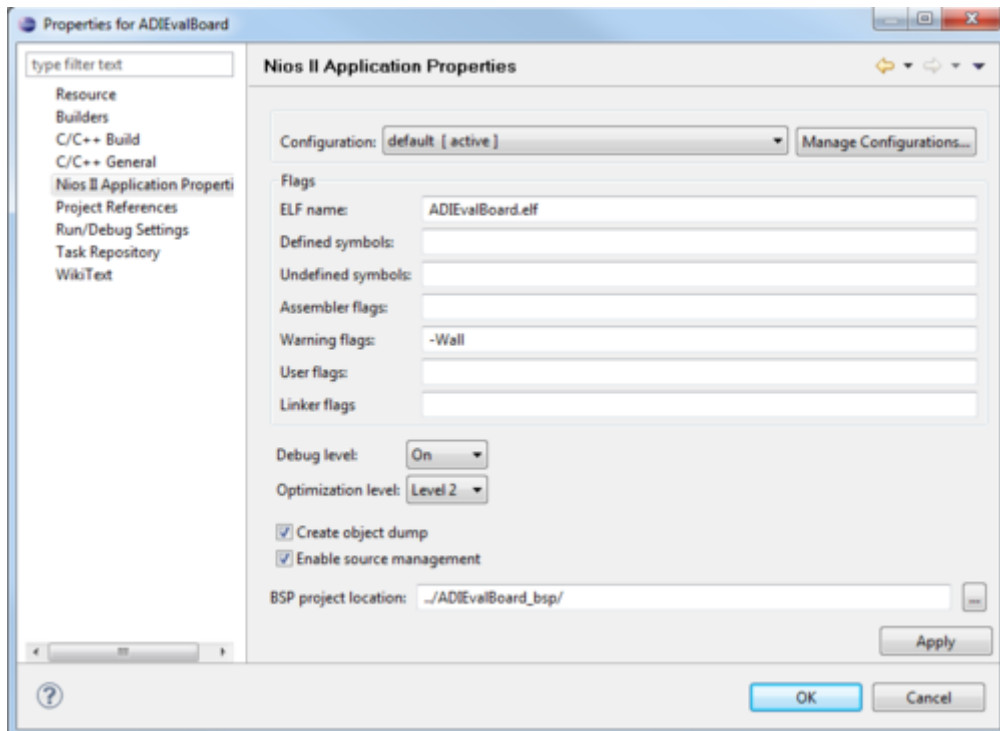 Properties for ADIEvalBoard
type filter text
Resource
Builders
C/C++ Build
C/C++ General
Nios II Application Properti
Project References
Run/Debug Settings
Task Repository
WikiText
Nios II Application Properties
Configuration: default [ active ] Manage Configurations...
Flags
ELF name: ADIEvalBoard.elf
Defined symbols:
Undefined symbols:
Assembler flags:
Warning flags: -Wall
User flags:
Linker flags
Debug level: On
Optimization level: Level 2
Create object dump
Enable source management
BSP project location: ../ADIEvalBoard_bsp/ ...
Apply
? OK Cancel